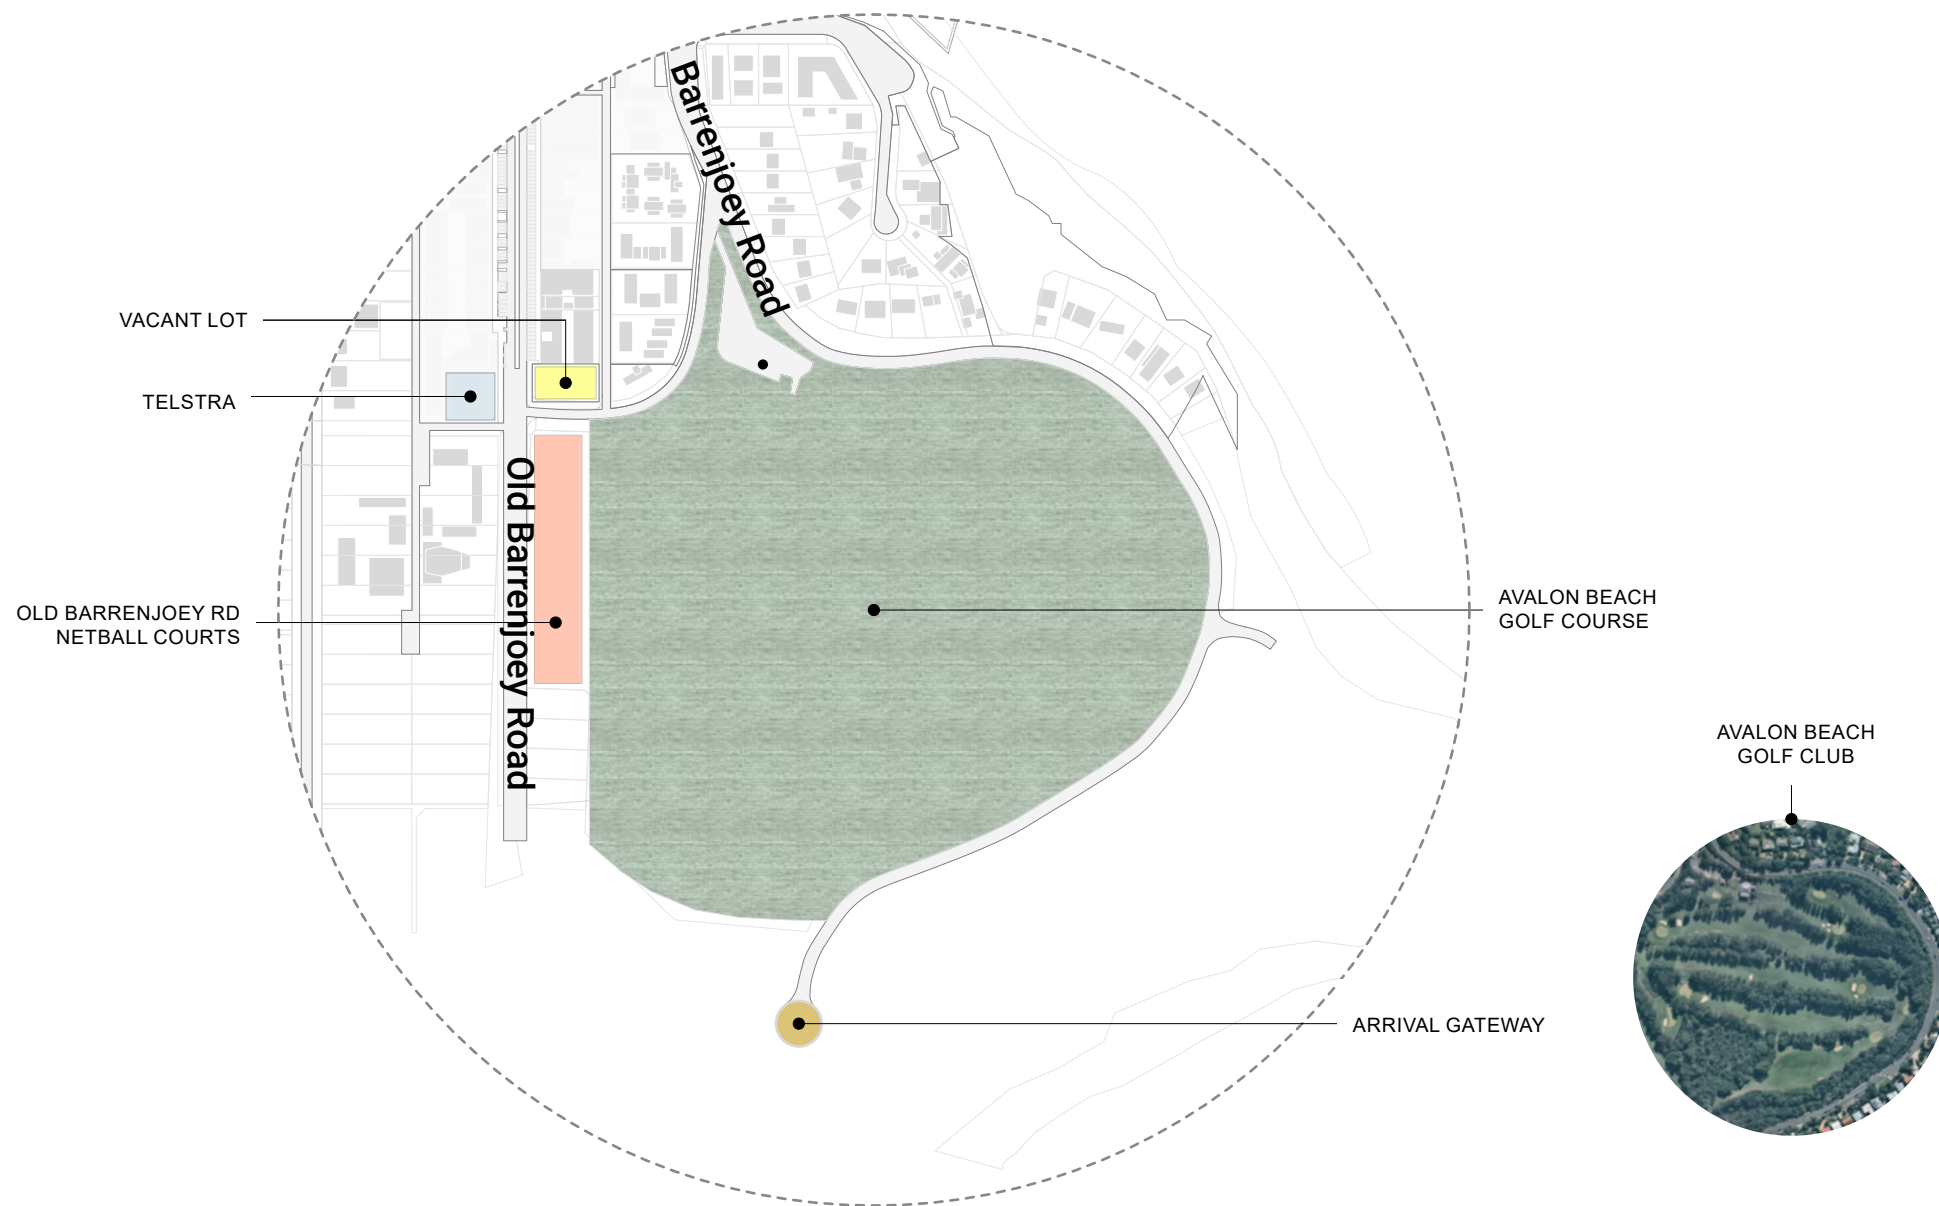 Barrenjoey Road
VACANT LOT
TELSTRA
Old Barrenjoey Road
OLD BARRENJOEY RD
NETBALL COURTS
AVALON BEACH
GOLF COURSE
AVALON BEACH
GOLF CLUB
ARRIVAL GATEWAY